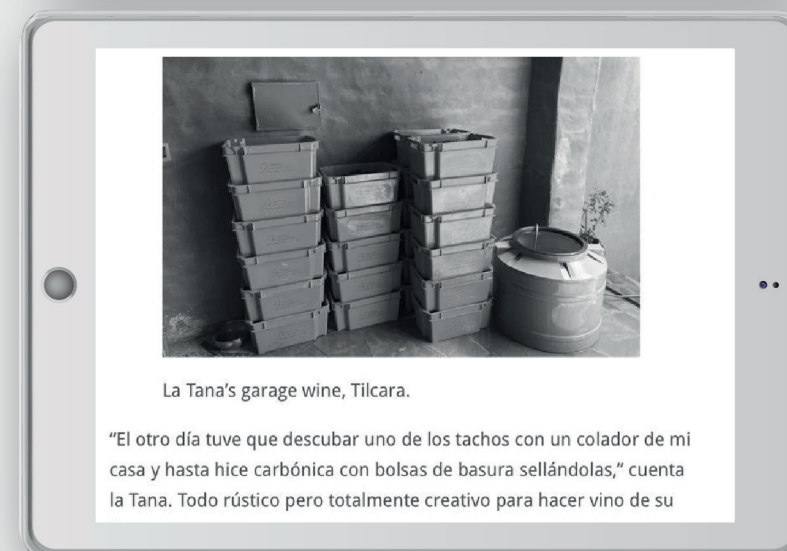 La Tana's garage wine, Tilcara.
“El otro día tuve que descubar uno de los tachos con un colador de mi
casa y hasta hice carbónica con bolsas de basura sellándolas,“ cuenta
la Tana. Todo rústico pero totalmente creativo para hacer vino de su